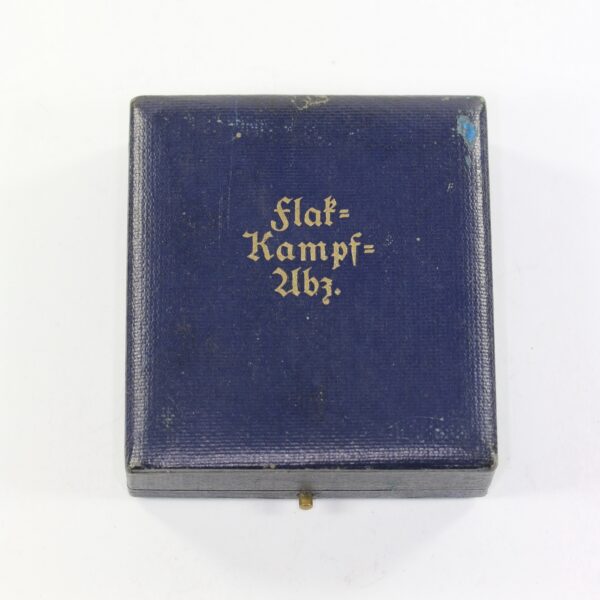 Flak=
Kampf=
Abz.